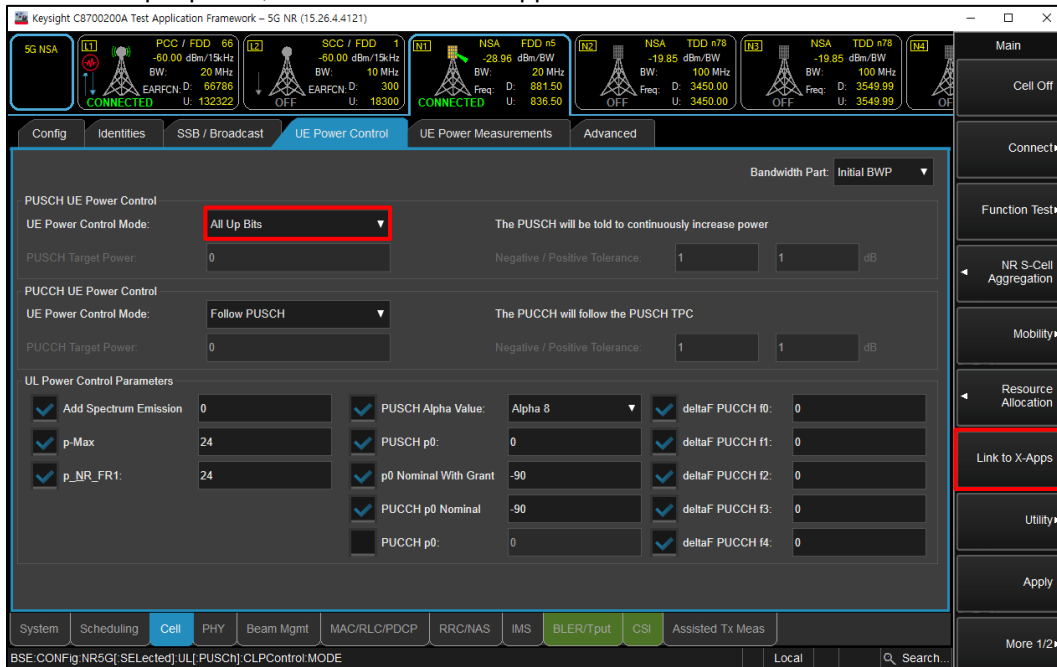 Keysight C8700200A Test Application Framework – 5G NR (15.26.4.4121)
5G NSA
L1 PCC / FDD 66
-60.00 dBm/15kHz
BW: 20 MHz
EARFCN: D: 66786
CONNECTED U: 132322
L2 SCC / FDD 1
-60.00 dBm/15kHz
BW: 10 MHz
EARFCN: D: 300
OFF U: 18300
N1 NSA FDD n5
-28.96 dBm/BW
BW: 20 MHz
Freq: D: 881.50
CONNECTED U: 836.50
N2 NSA TDD n78
-19.85 dBm/BW
BW: 100 MHz
Freq: D: 3450.00
OFF U: 3450.00
N3 NSA TDD n78
-19.85 dBm/BW
BW: 100 MHz
Freq: D: 3549.99
OFF U: 3549.99
N4
OF
Config Identities SSB / Broadcast UE Power Control UE Power Measurements Advanced
Bandwidth Part: Initial BWP
PUSCH UE Power Control
UE Power Control Mode: All Up Bits The PUSCH will be told to continuously increase power
PUSCH Target Power: 0 Negative / Positive Tolerance: 1 1 dB
PUCCH UE Power Control
UE Power Control Mode: Follow PUSCH The PUCCH will follow the PUSCH TPC
PUCCH Target Power: 0 Negative / Positive Tolerance: 1 1 dB
UL Power Control Parameters
Add Spectrum Emission 0 PUSCH Alpha Value: Alpha 8 deltaF PUCCH f0: 0
p-Max 24 PUSCH p0: 0 deltaF PUCCH f1: 0
p_NR_FR1: 24 p0 Nominal With Grant -90 deltaF PUCCH f2: 0
PUCCH p0 Nominal -90 deltaF PUCCH f3: 0
PUCCH p0: 0 deltaF PUCCH f4: 0
System Scheduling Cell PHY Beam Mgmt MAC/RLC/PDCP RRC/NAS IMS BLER/Tput CSI Assisted Tx Meas
BSE:CONFig:NR5G[:SELected]:UL[:PUSCh]:CLPControl:MODE Local Search...
Main
Cell Off
Connect
Function Test
NR S-Cell
Aggregation
Mobility
Resource
Allocation
Link to X-Apps
Utility
Apply
More 1/2